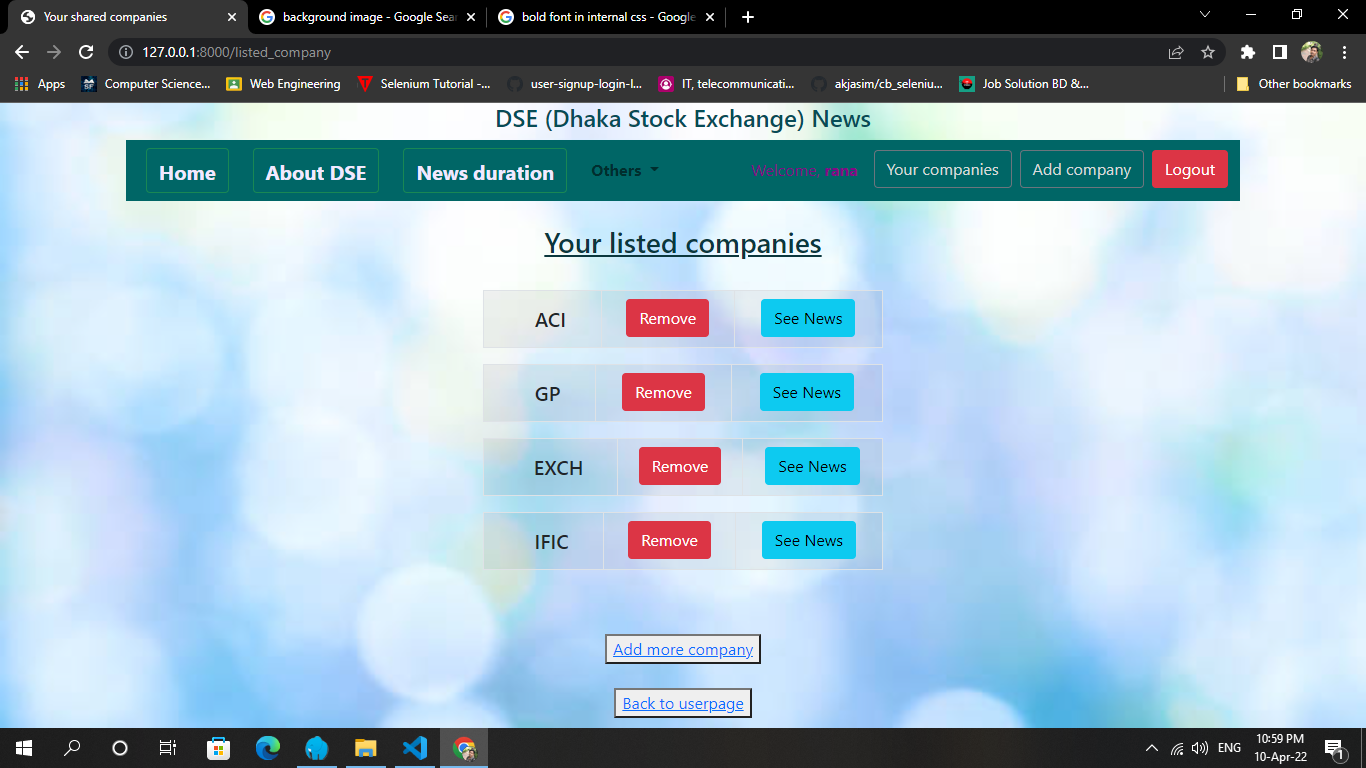 Your shared companies
background image - Google Sear
bold font in internal css - Google
127.0.0.1:8000/listed_company
Apps
Computer Science...
Web Engineering
Selenium Tutorial -...
user-signup-login-l...
IT, telecommunicati...
akjasim/cb_seleniu...
Job Solution BD &...
Other bookmarks
DSE (Dhaka Stock Exchange) News
Home About DSE News duration Others Welcome, rana Your companies Add company Logout
Your listed companies
ACI Remove See News
GP Remove See News
EXCH Remove See News
IFIC Remove See News
Add more company
Back to userpage
ENG
10:59 PM
10-Apr-22
1